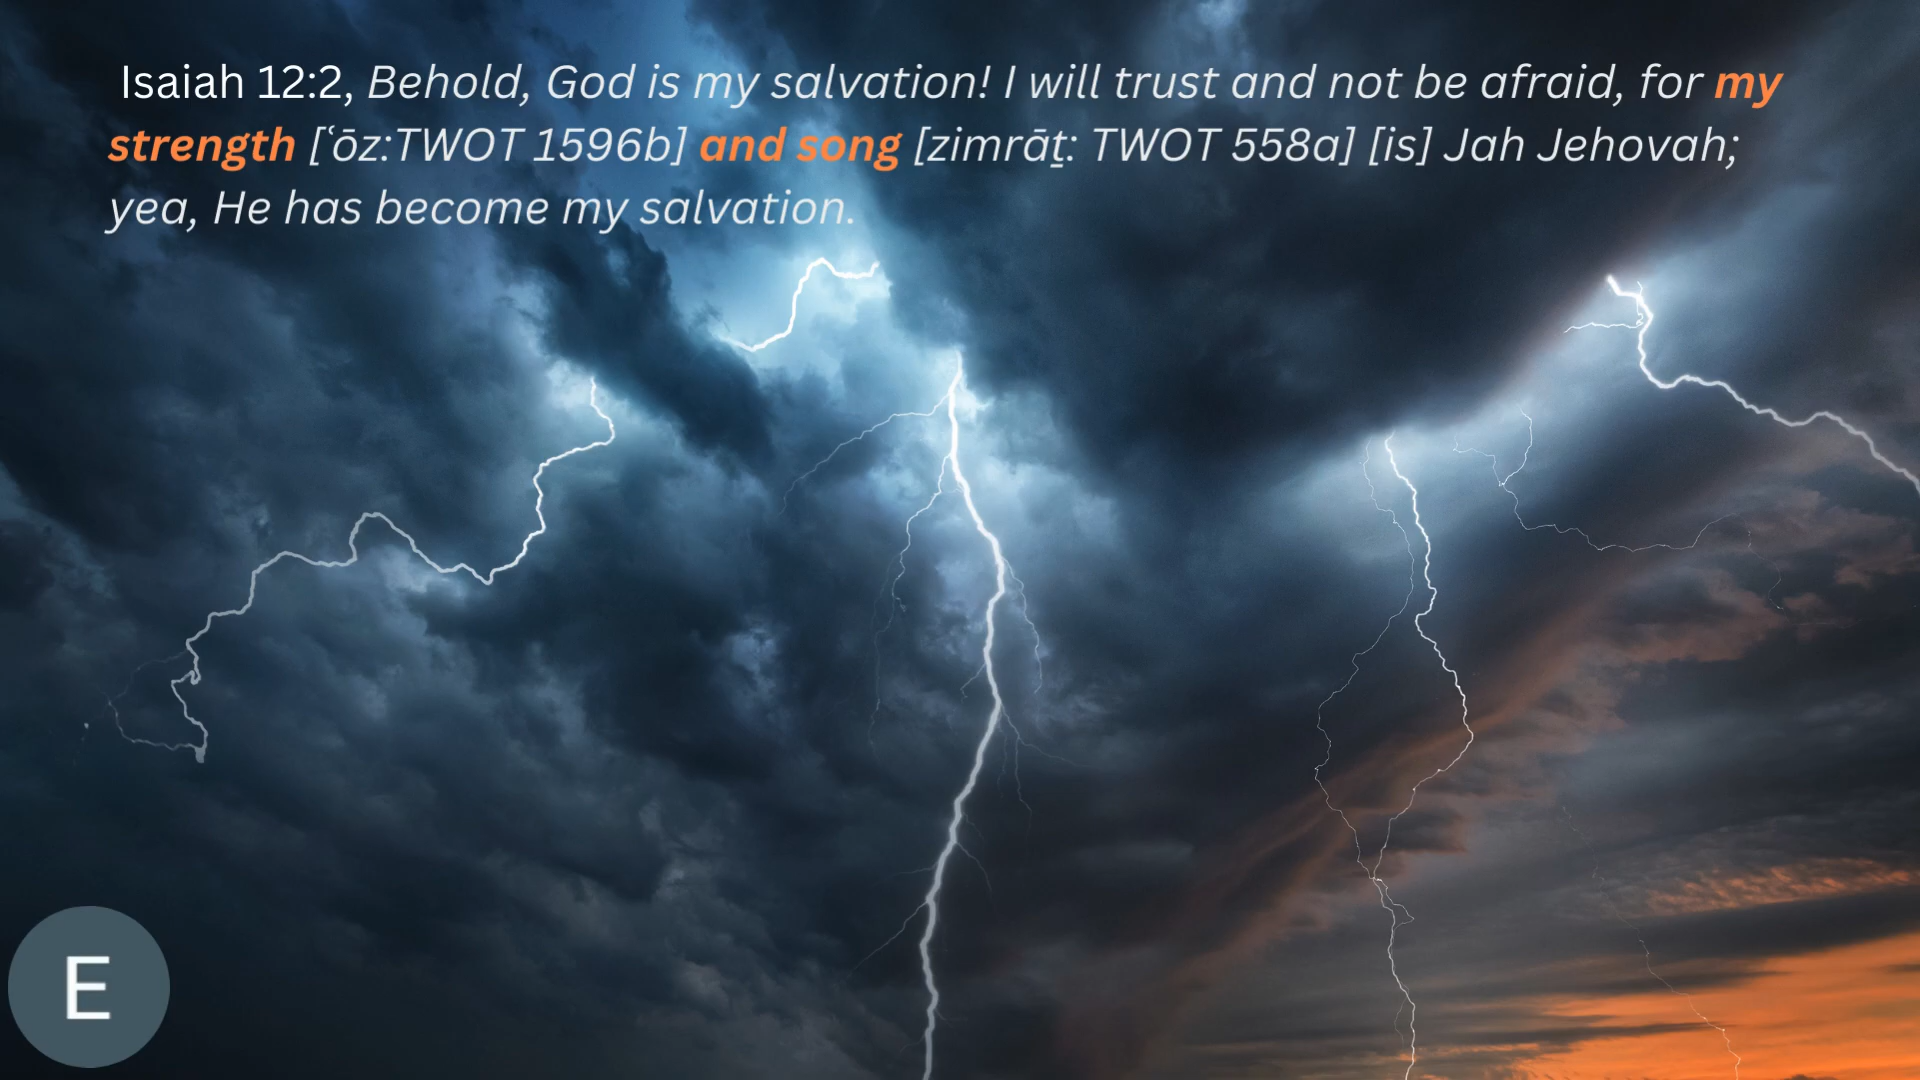 Isaiah 12:2, Behold, God is my salvation! I will trust and not be afraid, for my
strength [ʿōz:TWOT 1596b] and song [zimrāṯ: TWOT 558a] [is] Jah Jehovah;
yea, He has become my salvation.
E